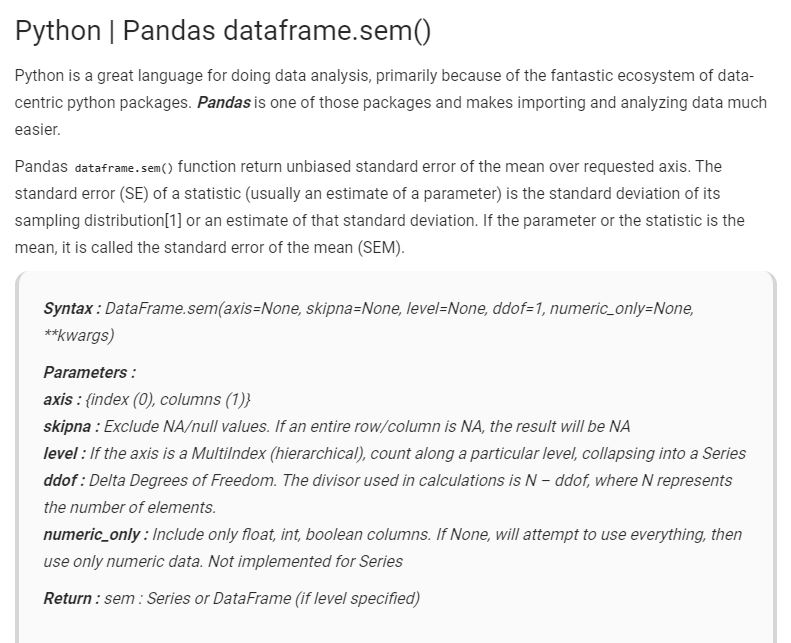 Python | Pandas dataframe.sem()
Python is a great language for doing data analysis, primarily because of the fantastic ecosystem of data-
centric python packages. Pandas is one of those packages and makes importing and analyzing data much
easier.
Pandas dataframe.sem() function return unbiased standard error of the mean over requested axis. The
standard error (SE) of a statistic (usually an estimate of a parameter) is the standard deviation of its
sampling distribution[1] or an estimate of that standard deviation. If the parameter or the statistic is the
mean, it is called the standard error of the mean (SEM).
Syntax : DataFrame.sem(axis=None, skipna=None, level=None, ddof=1, numeric_only=None,
**kwargs)
Parameters :
axis : {index (0), columns (1)}
skipna : Exclude NA/null values. If an entire row/column is NA, the result will be NA
level : If the axis is a MultiIndex (hierarchical), count along a particular level, collapsing into a Series
ddof : Delta Degrees of Freedom. The divisor used in calculations is N – ddof, where N represents
the number of elements.
numeric_only : Include only float, int, boolean columns. If None, will attempt to use everything, then
use only numeric data. Not implemented for Series
Return : sem : Series or DataFrame (if level specified)